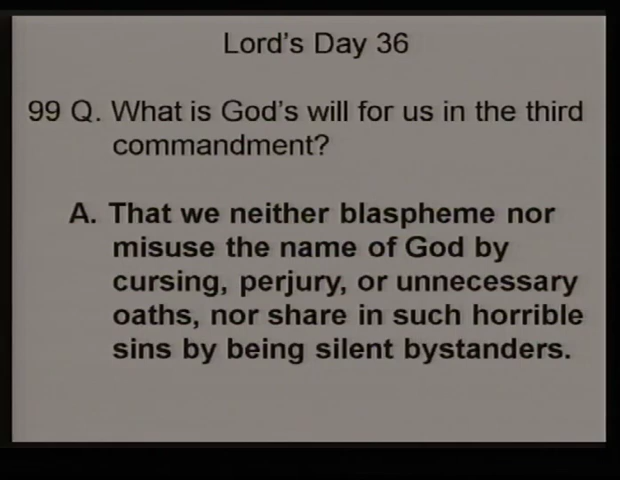 Lord's Day 36
99 Q. What is God's will for us in the third
commandment?
A. That we neither blaspheme nor
misuse the name of God by
cursing, perjury, or unnecessary
oaths, nor share in such horrible
sins by being silent bystanders.